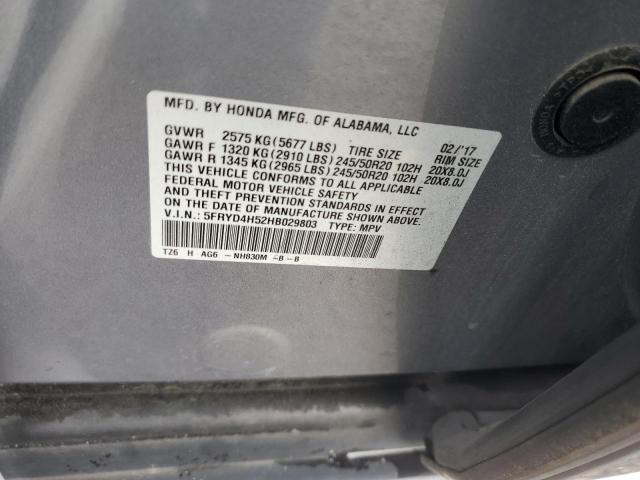 MFD. BY HONDA MFG. OF ALABAMA, LLC
02/'17
GVWR 2575 KG(5677 LBS) TIRE SIZE RIM SIZE
GAWR F 1320 KG(2910 LBS)245/50R20 102H 20X8.0J
GAWR R 1345 KG(2965 LBS)245/50R20 102H 20X8.0J
THIS VEHICLE CONFORMS TO ALL APPLICABLE
FEDERAL MOTOR VEHICLE SAFETY
AND THEFT PREVENTION STANDARDS IN EFFECT
ON THE DATE OF MANUFACTURE SHOWN ABOVE.
V.I.N.: 5FRYD4H52HB029803 TYPE: MPV
TZ6 H AG6 -NH830M -B -B